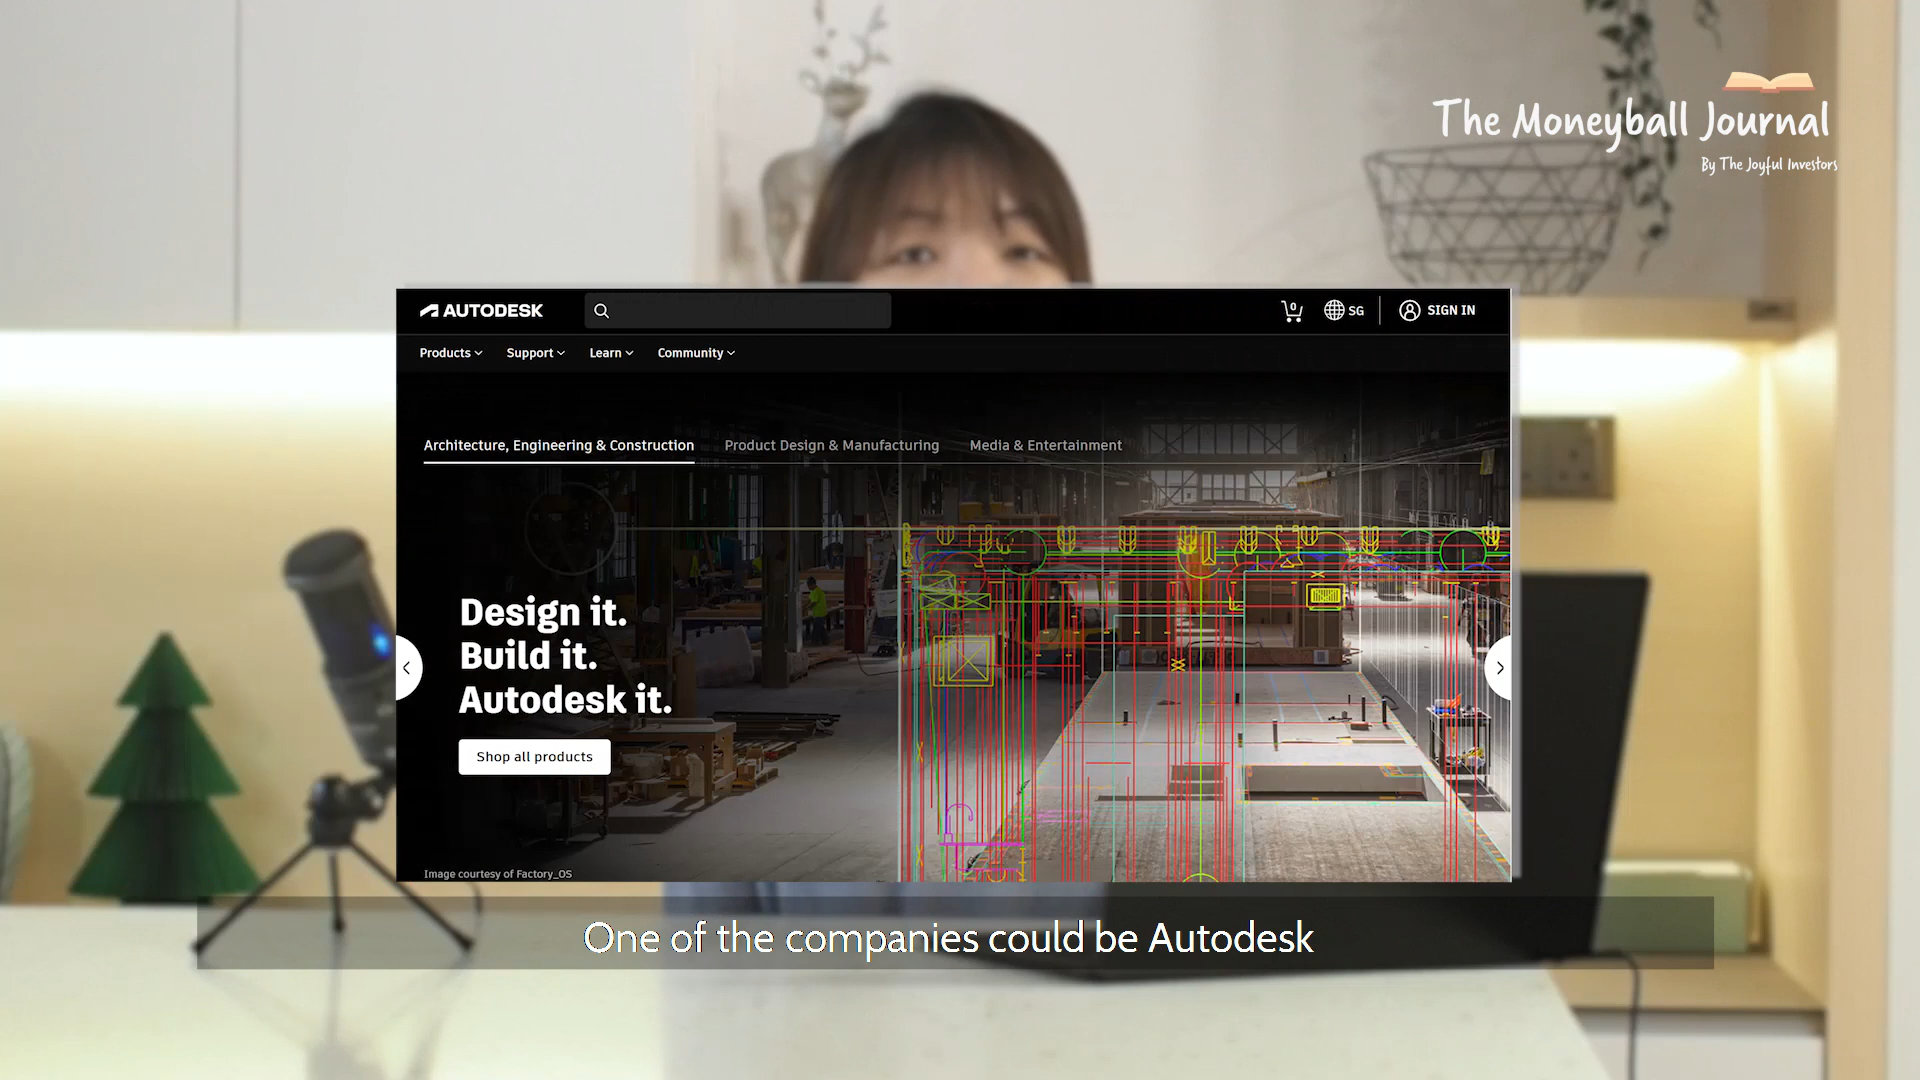 The Moneyball Journal
By The Joyful Investors
AUTODESK
0
SG
SIGN IN
Products
Support
Learn
Community
Architecture, Engineering & Construction
Product Design & Manufacturing
Media & Entertainment
Design it.
Build it.
Autodesk it.
Shop all products
Image courtesy of Factory_OS
One of the companies could be Autodesk